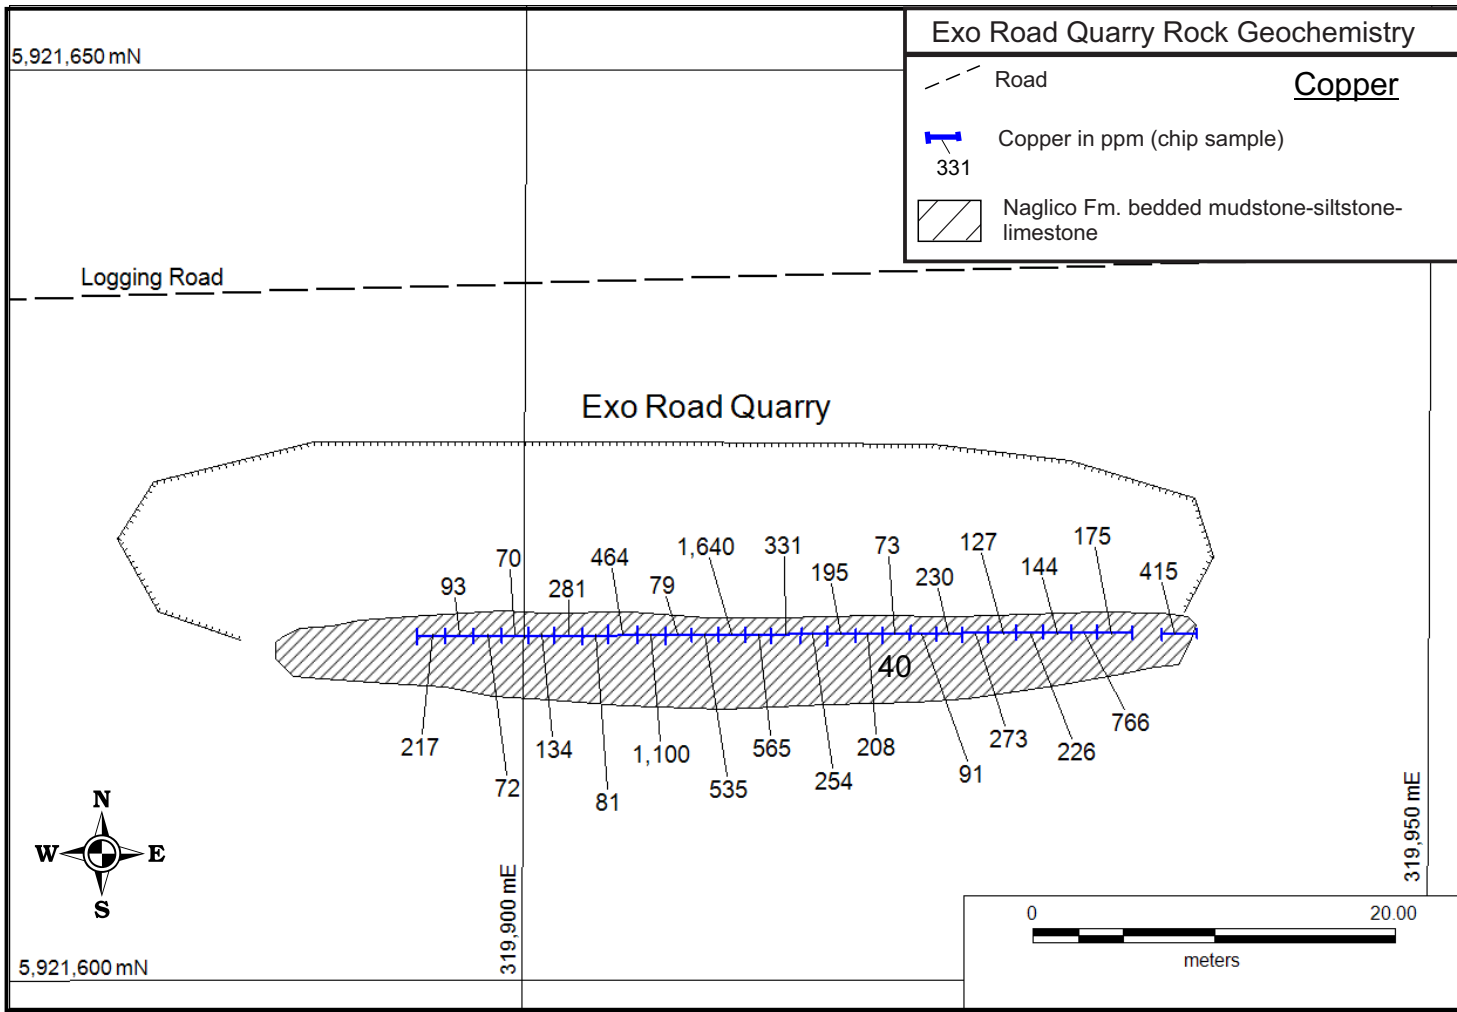 Exo Road Quarry Rock Geochemistry
5,921,650 mN
Road
Copper
Copper in ppm (chip sample)
331
Naglico Fm. bedded mudstone-siltstone-
limestone
Logging Road
Exo Road Quarry
93
70
281
464
79
1,640
331
195
73
230
127
144
175
415
40
217
72
134
81
1,100
535
565
254
208
91
273
226
766
N
W
E
S
319,900 mE
319,950 mE
0
20.00
meters
5,921,600 mN